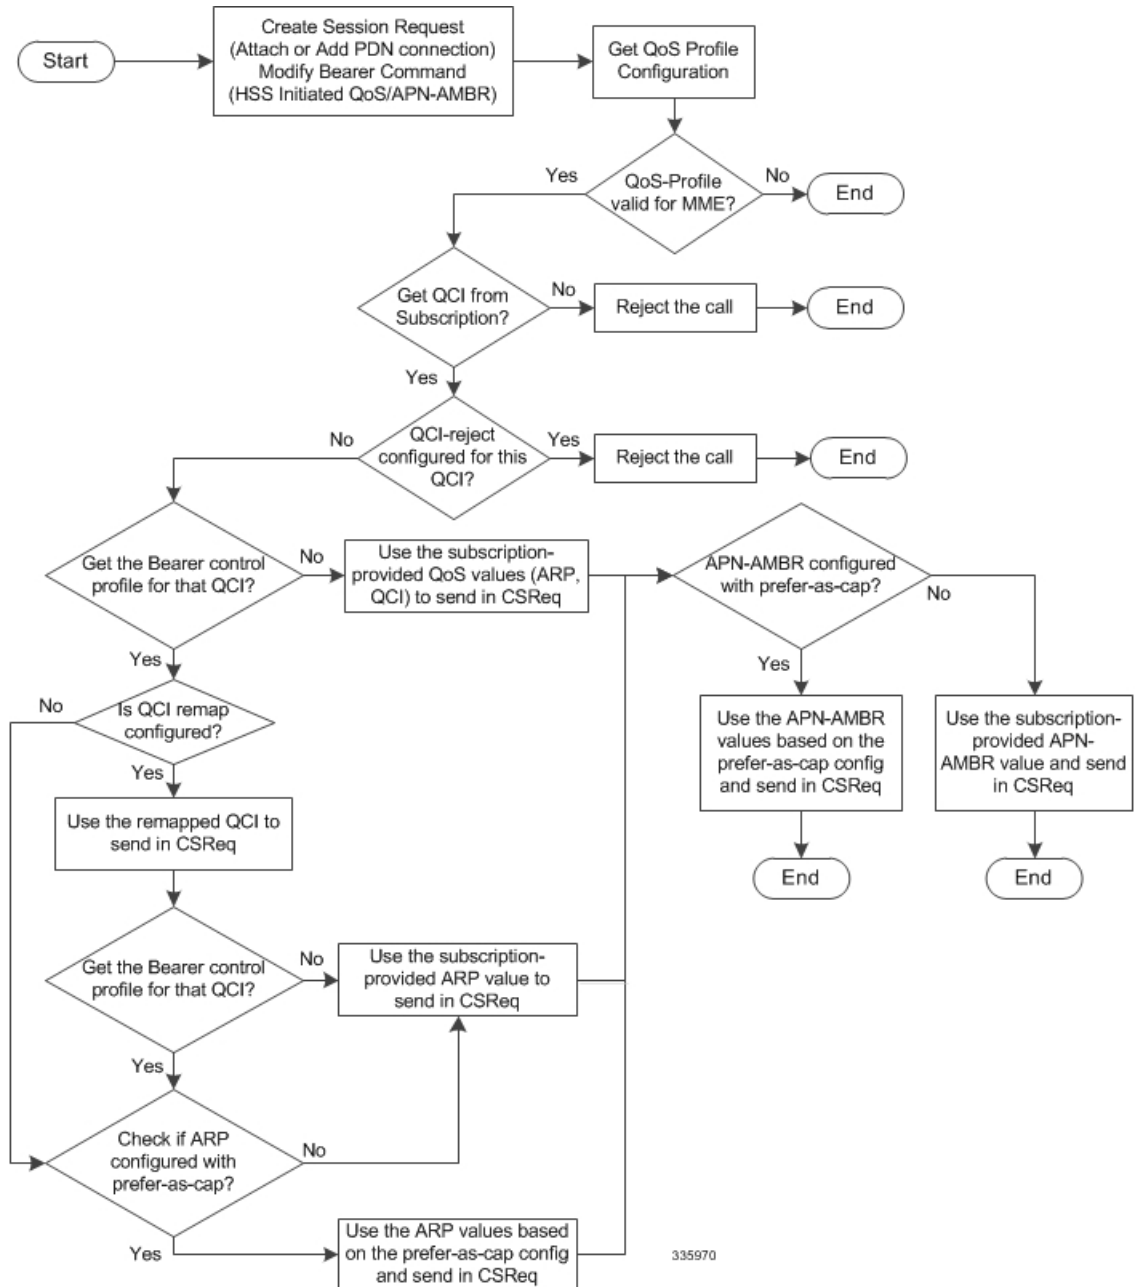 Start
Create Session Request
(Attach or Add PDN connection)
Modify Bearer Command
(HSS Initiated QoS/APN-AMBR)
Get QoS Profile
Configuration
Yes
QoS-Profile
valid for MME?
No
End
Get QCI from
Subscription?
No
Reject the call
End
Yes
No
QCI-reject
configured for this
QCI?
Yes
Reject the call
End
Get the Bearer control
profile for that QCI?
No
Use the subscription-
provided QoS values (ARP,
QCI) to send in CSReq
APN-AMBR configured
with prefer-as-cap?
No
Yes
Yes
No
Is QCI remap
configured?
Use the APN-AMBR
values based on the
prefer-as-cap config
and send in CSReq
Use the subscription-
provided APN-
AMBR value and send
in CSReq
Yes
Use the remapped QCI to
send in CSReq
End
End
Get the Bearer control
profile for that QCI?
No
Use the subscription-
provided ARP value to
send in CSReq
Yes
Check if ARP
configured with
prefer-as-cap?
No
Yes
Use the ARP values based
on the prefer-as-cap config
and send in CSReq
335970